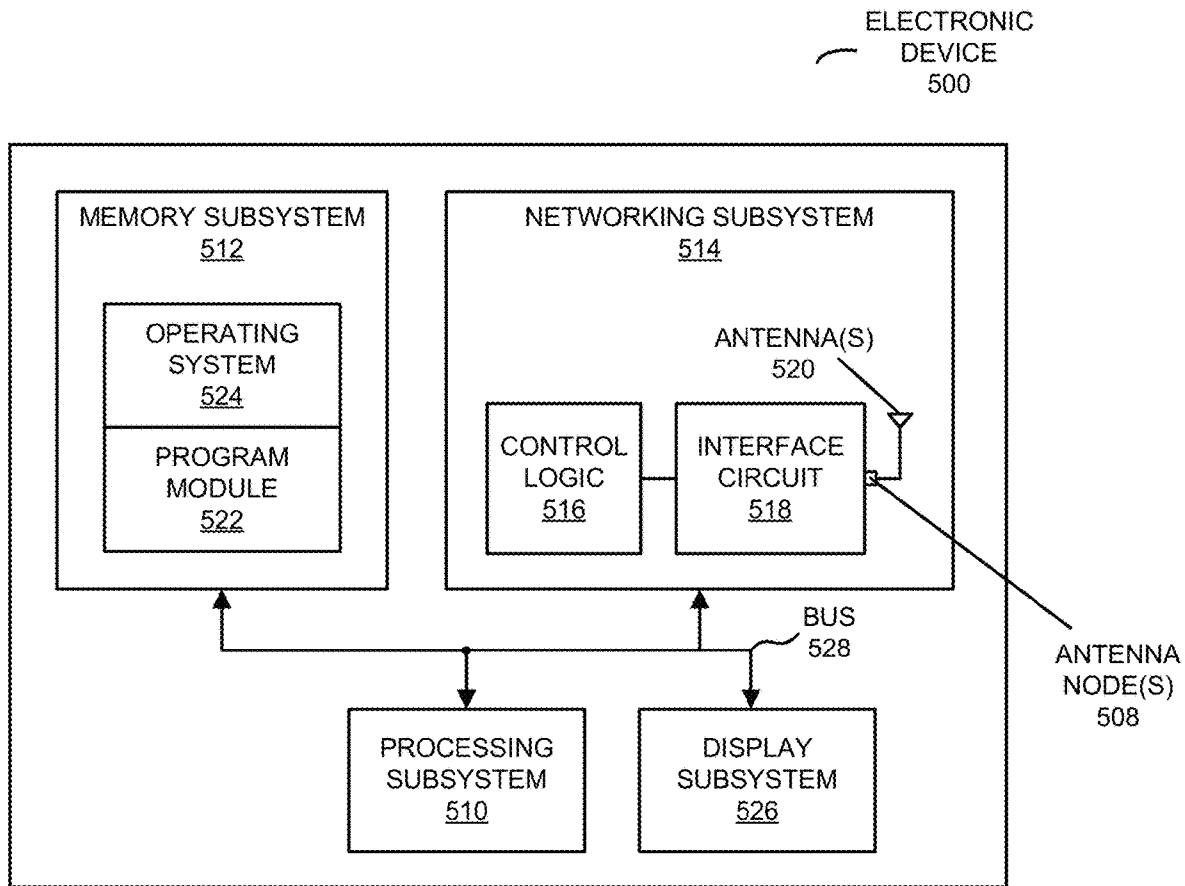 ELECTRONIC
DEVICE
500
MEMORY SUBSYSTEM
512
OPERATING
SYSTEM
524
PROGRAM
MODULE
522
NETWORKING SUBSYSTEM
514
ANTENNA(S)
520
CONTROL
LOGIC
516
INTERFACE
CIRCUIT
518
BUS
528
ANTENNA
NODE(S)
508
PROCESSING
SUBSYSTEM
510
DISPLAY
SUBSYSTEM
526